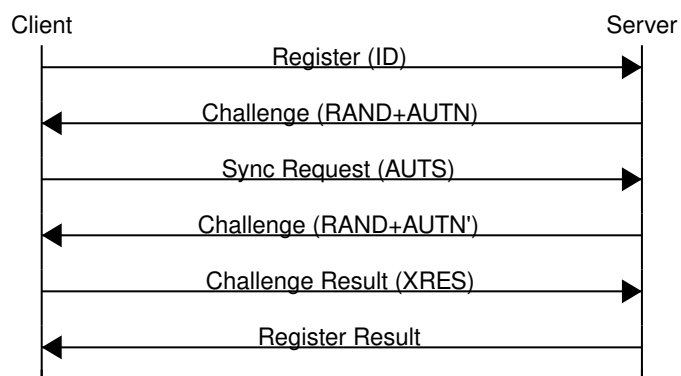 Client Server
Register (ID)
Challenge (RAND+AUTN)
Sync Request (AUTS)
Challenge (RAND+AUTN')
Challenge Result (XRES)
Register Result